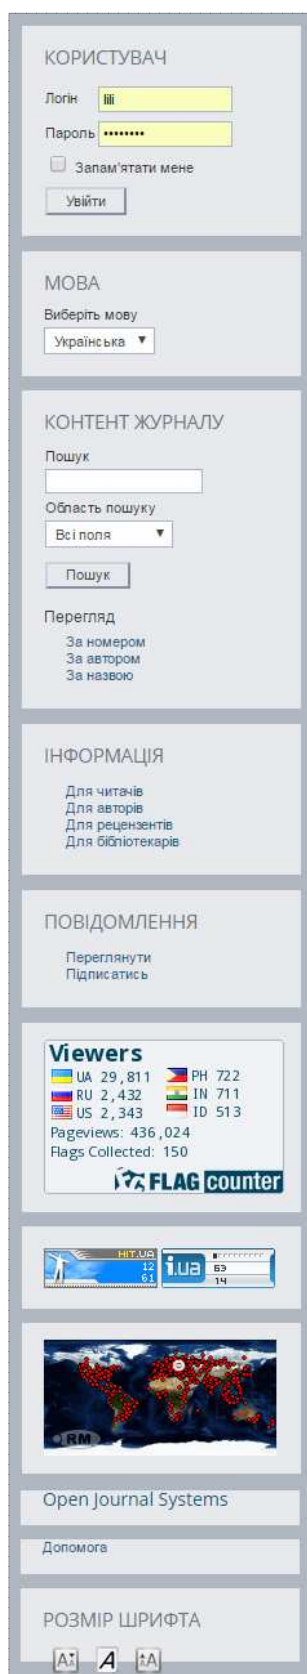 КОРИСТУВАЧ
Логін lili
Пароль ••••••••
Запам'ятати мене
Увійти
МОВА
Виберіть мову
Українська
КОНТЕНТ ЖУРНАЛУ
Пошук
Область пошуку
Всі поля
Пошук
Перегляд
За номером
За автором
За назвою
ІНФОРМАЦІЯ
Для читачів
Для авторів
Для рецензентів
Для бібліотекарів
ПОВІДОМЛЕННЯ
Переглянути
Підписатись
Viewers
UA 29,811 PH 722
RU 2,432 IN 711
US 2,343 ID 513
Pageviews: 436,024
Flags Collected: 150
FLAG counter
HIT.UA
12
61
i.ua
63
14
RM
Open Journal Systems
Допомога
РОЗМІР ШРИФТА
A A A